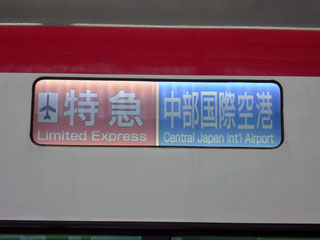 特急 中部国際空港
Limited Express Central Japan Int'l Airport